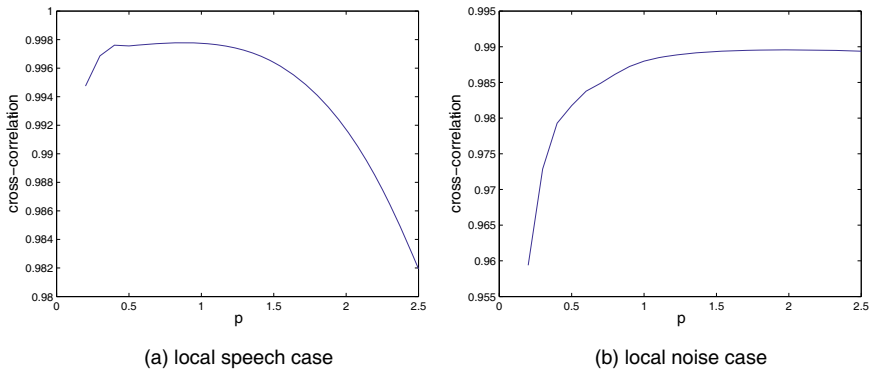 1
0.998
0.996
0.994
0.992
0.99
0.988
0.986
0.984
0.982
0.98
cross−correlation
0 0.5 1 1.5 2 2.5
p
(a) local speech case
0.995
0.99
0.985
0.98
0.975
0.97
0.965
0.96
0.955
cross−correlation
0 0.5 1 1.5 2 2.5
p
(b) local noise case